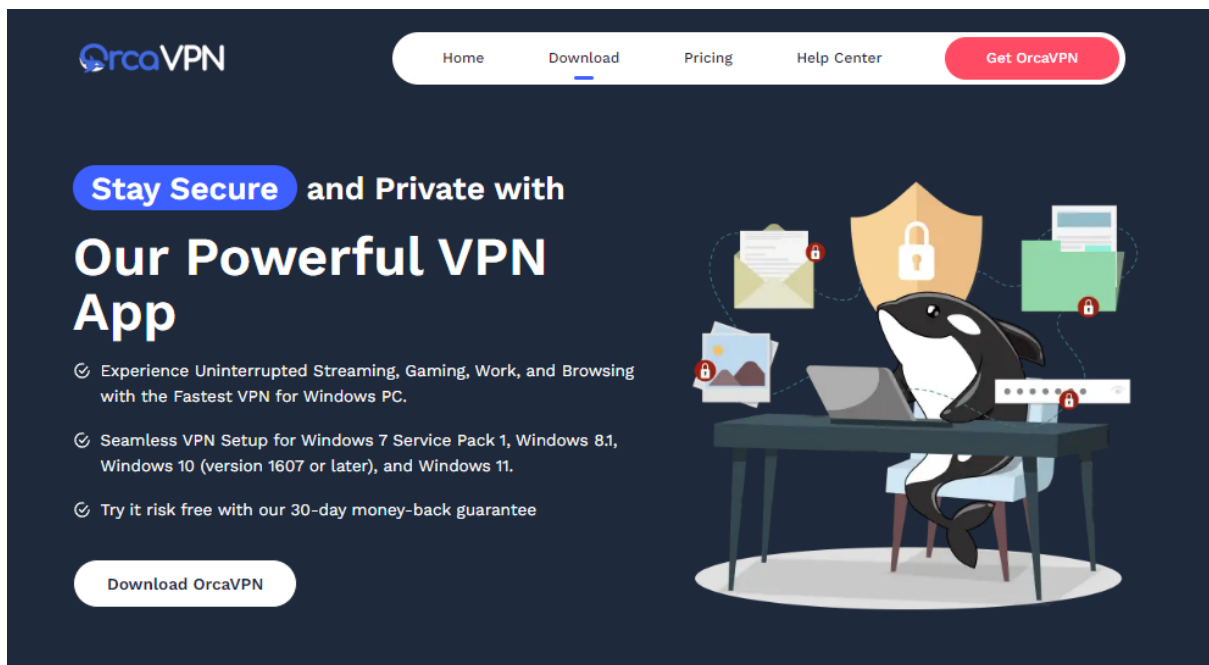 OrcaVPN
Home
Download
Pricing
Help Center
Get OrcaVPN
Stay Secure and Private with
Our Powerful VPN
App
Experience Uninterrupted Streaming, Gaming, Work, and Browsing
with the Fastest VPN for Windows PC.
Seamless VPN Setup for Windows 7 Service Pack 1, Windows 8.1,
Windows 10 (version 1607 or later), and Windows 11.
Try it risk free with our 30-day money-back guarantee
Download OrcaVPN